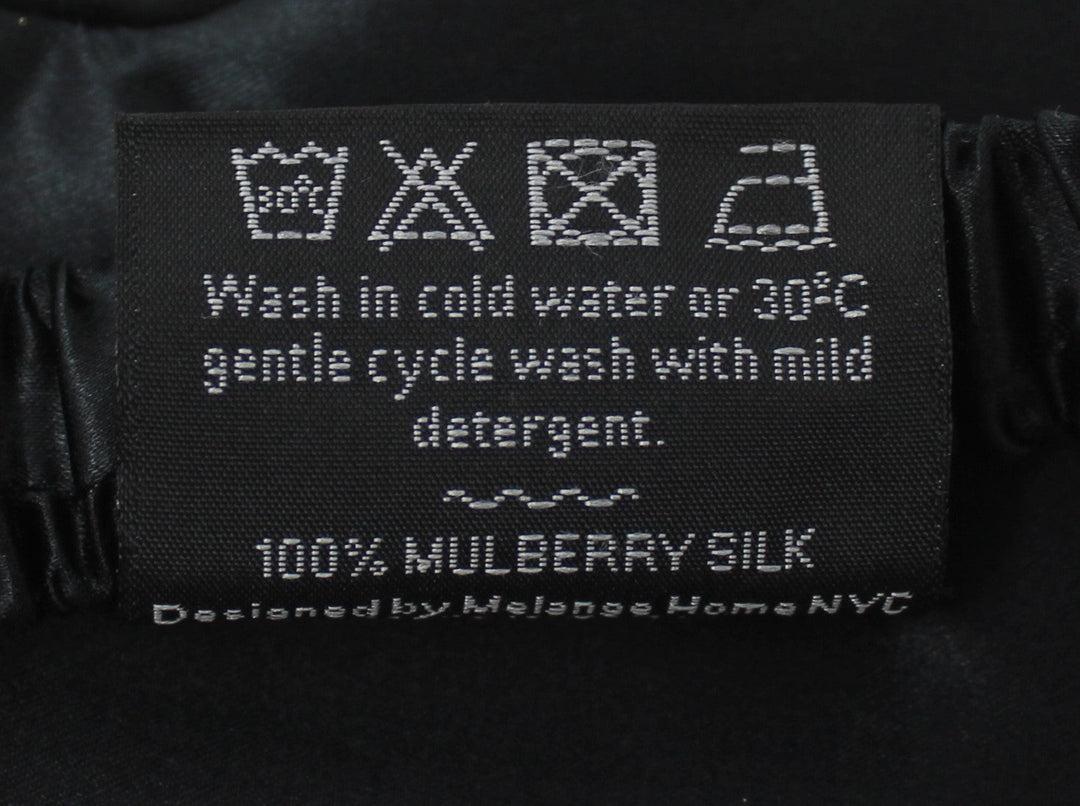 30°C
Wash in cold water or 30°C
gentle cycle wash with mild
detergent.
100% MULBERRY SILK
Designed by Melange Home NYC